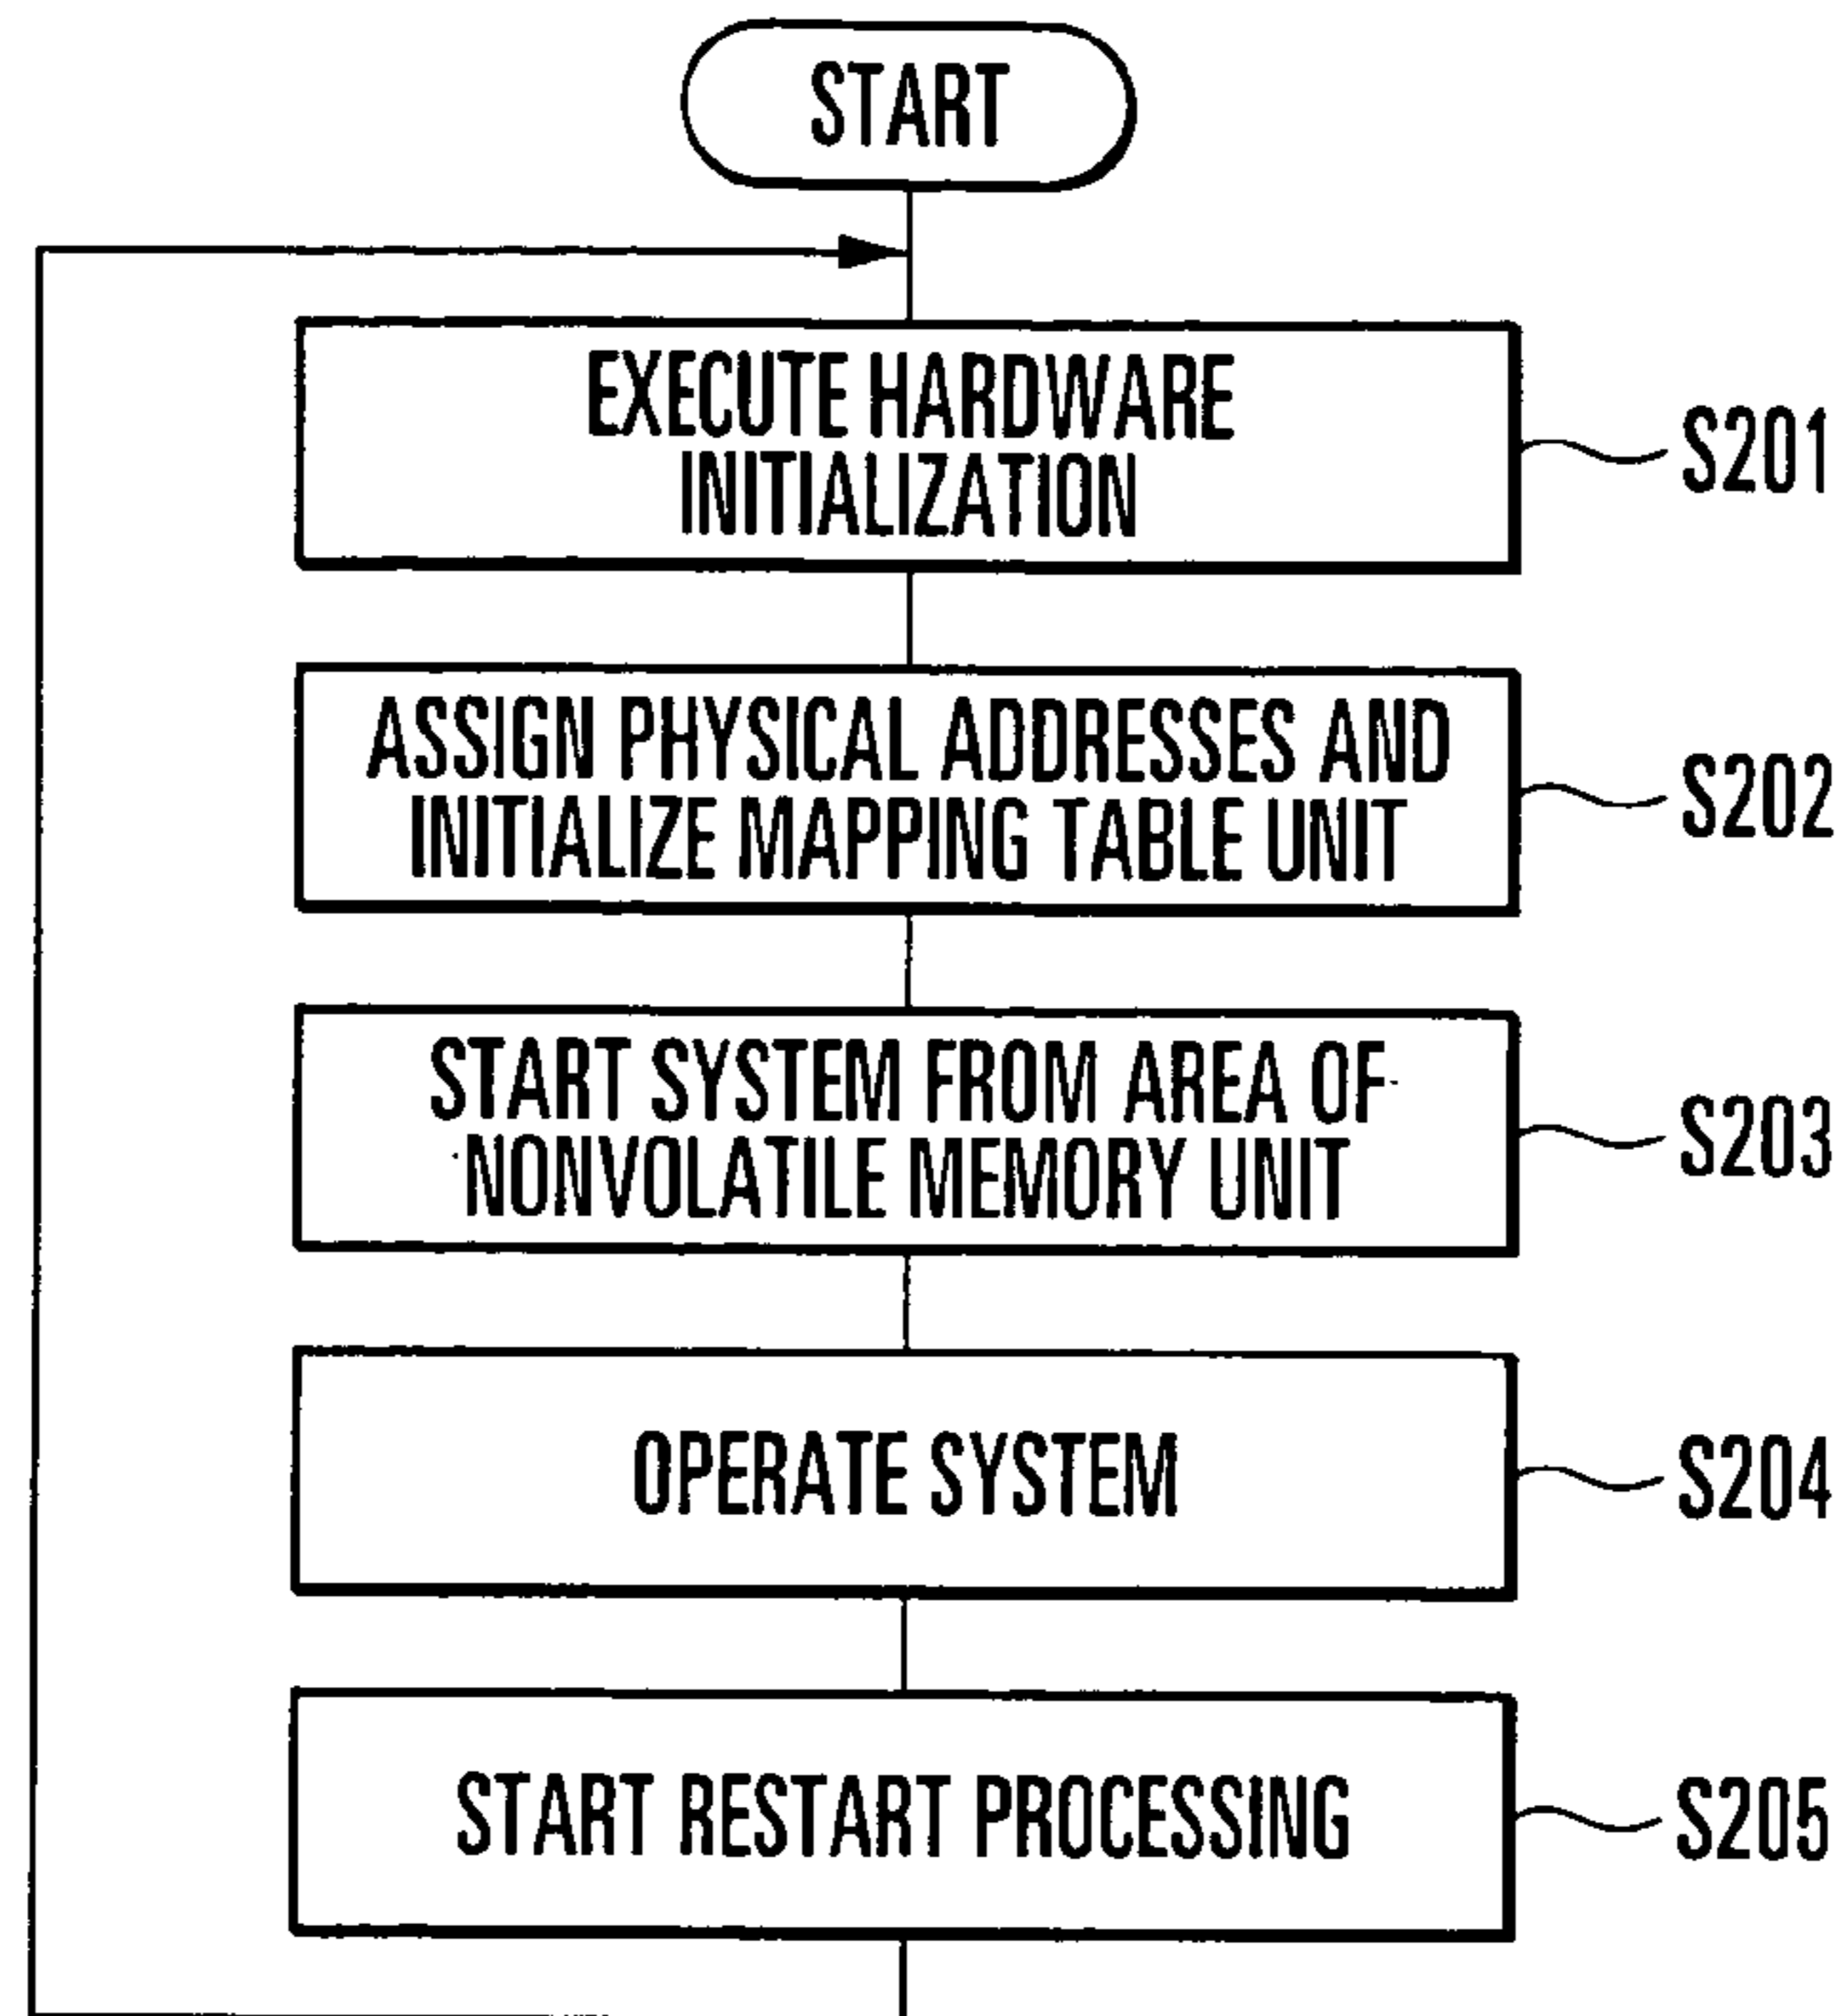 START
EXECUTE HARDWARE
INITIALIZATION
S201
ASSIGN PHYSICAL ADDRESSES AND
INITIALIZE MAPPING TABLE UNIT
S202
START SYSTEM FROM AREA OF
NONVOLATILE MEMORY UNIT
S203
OPERATE SYSTEM
S204
START RESTART PROCESSING
S205